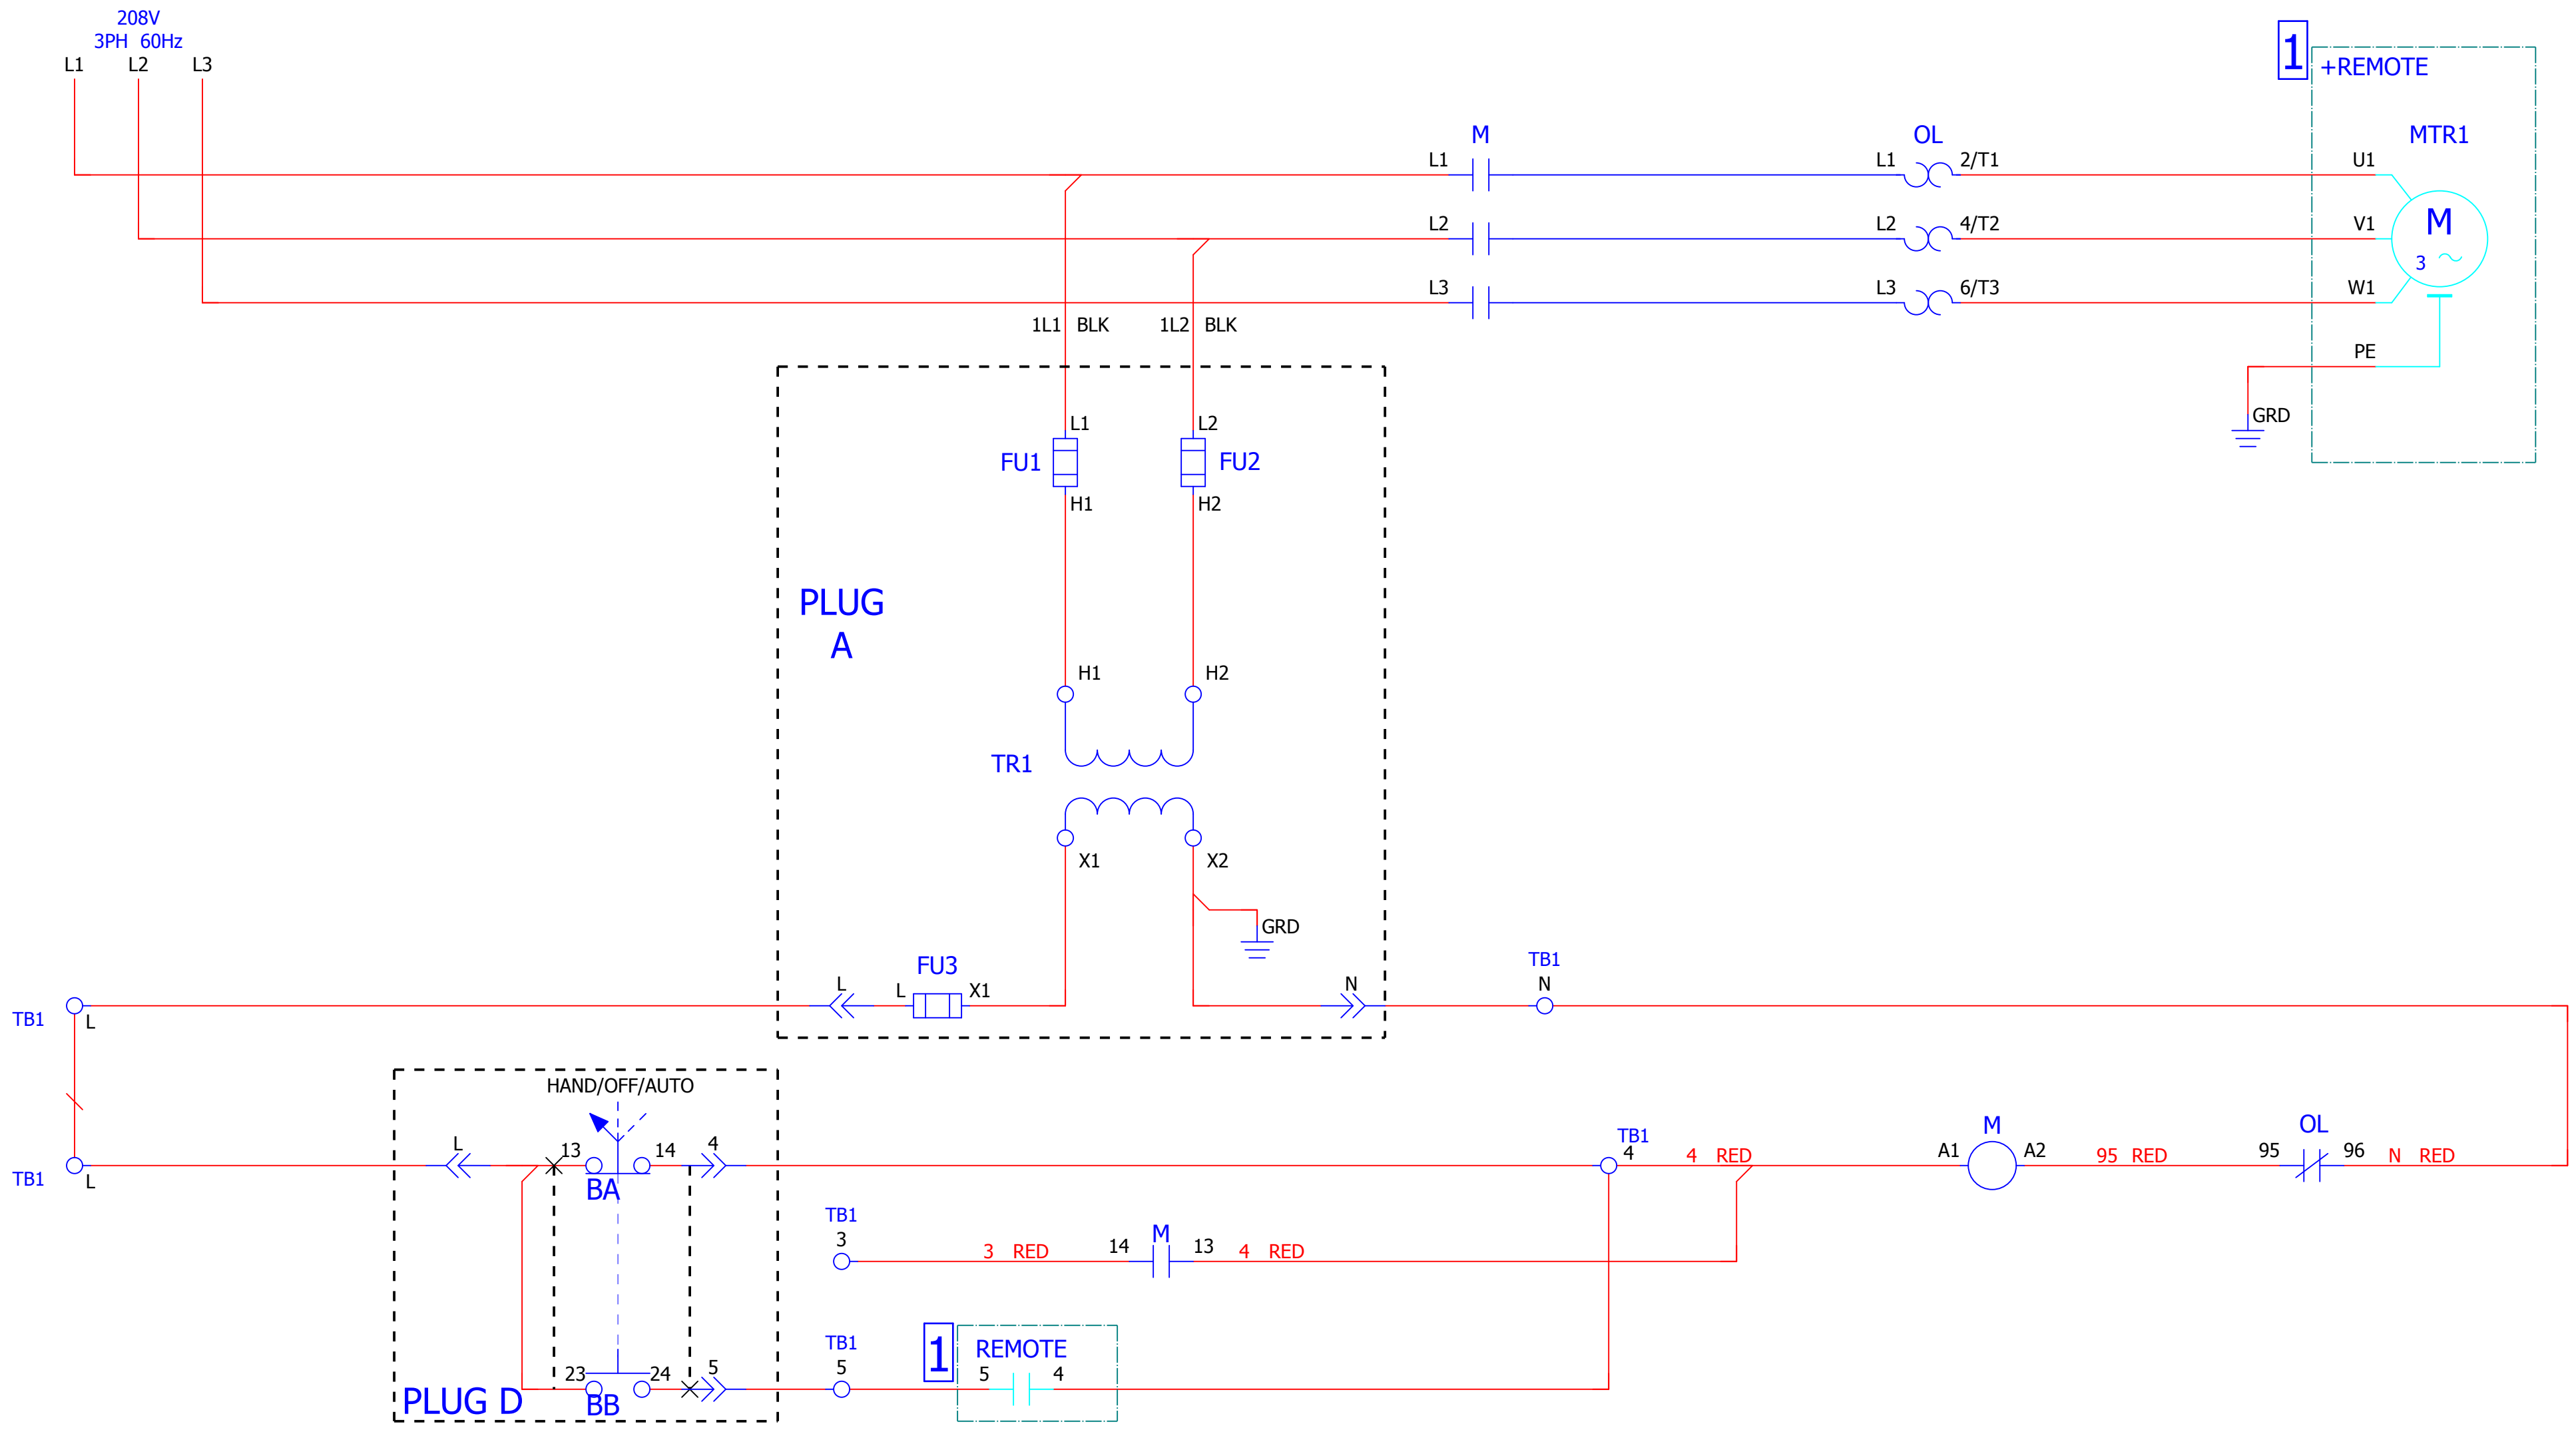 208V
3PH 60Hz
L1 L2 L3
1
+REMOTE
M OL MTR1
L1 L1 2/T1 U1
L2 L2 4/T2 V1
M
3
L3 L3 6/T3 W1
1L1 BLK 1L2 BLK
PE
GRD
L1 L2
FU1 FU2
H1 H2
PLUG
A
H1 H2
TR1
X1 X2
GRD
FU3
L L X1 N
TB1
N
TB1 L
HAND/OFF/AUTO
TB1 L
L 13 14 4
BA
TB1
4
4 RED
M
A1 A2
95 RED
OL
95 96
N RED
TB1
3
3 RED
M
14 13
4 RED
23 24 5
BB
PLUG D
TB1
5
1
REMOTE
5 4